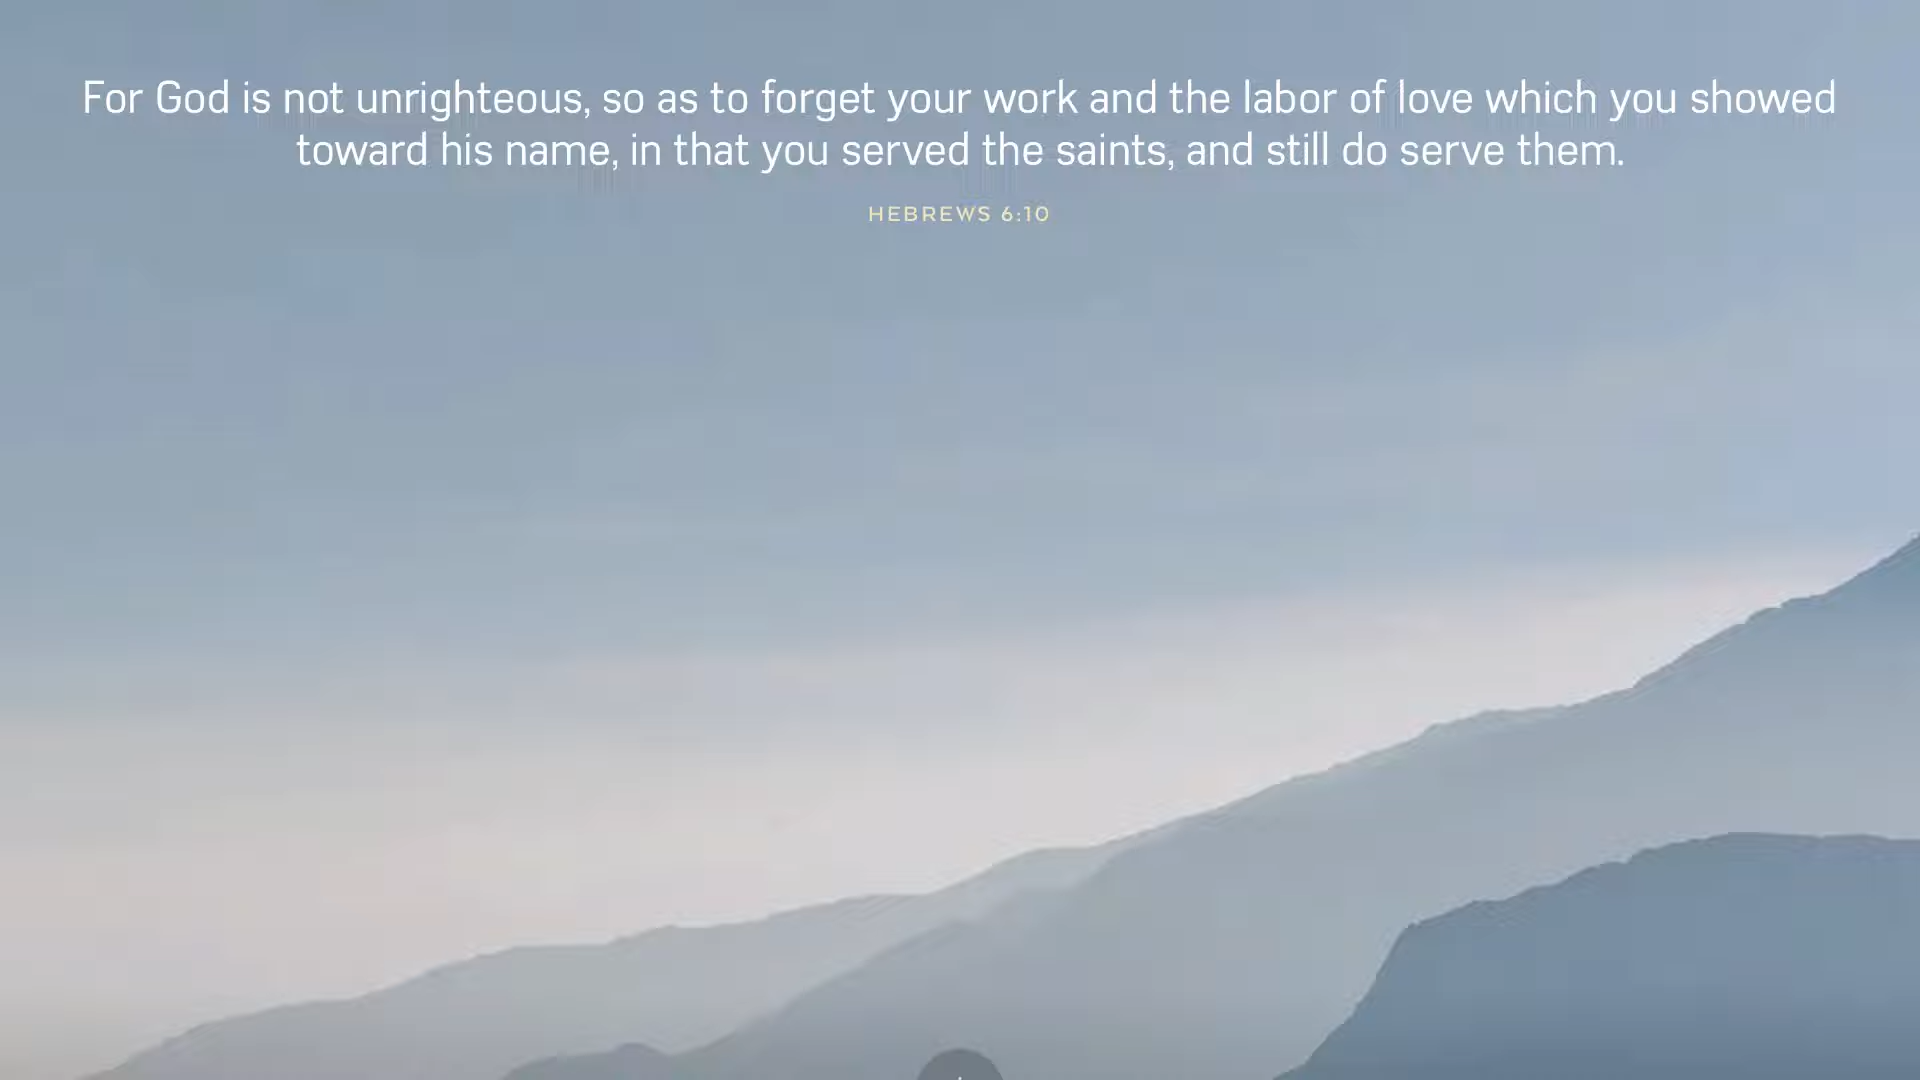 For God is not unrighteous, so as to forget your work and the labor of love which you showed
toward his name, in that you served the saints, and still do serve them.
HEBREWS 6:10